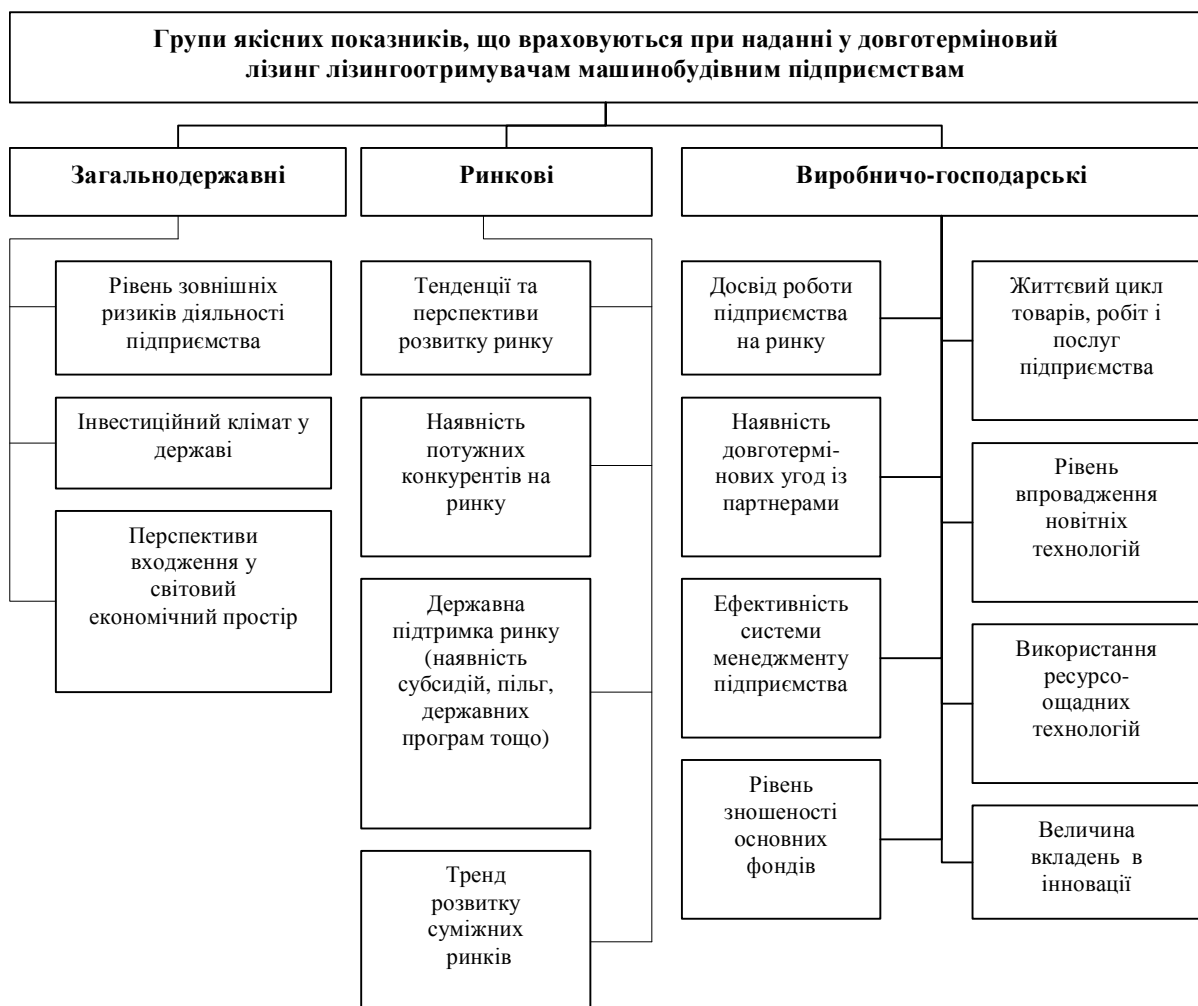 Групи якісних показників, що враховуються при наданні у довготерміновий
лізинг лізингоотримувачам машинобудівним підприємствам
Загальнодержавні
Рівень зовнішніх
ризиків діяльності
підприємства
Інвестиційний клімат у
державі
Перспективи
входження у
світовий
економічний простір
Ринкові
Тенденції та
перспективи
розвитку ринку
Наявність
потужних
конкурентів на
ринку
Державна
підтримка ринку
(наявність
субсидій, пільг,
державних
програм тощо)
Тренд
розвитку
суміжних
ринків
Виробничо-господарські
Досвід роботи
підприємства
на ринку
Наявність
довготермі-
нових угод із
партнерами
Ефективність
системи
менеджменту
підприємства
Рівень
зношеності
основних
фондів
Життєвий цикл
товарів, робіт і
послуг
підприємства
Рівень
впровадження
новітніх
технологій
Використання
ресурсо-
ощадних
технологій
Величина
вкладень в
інновації